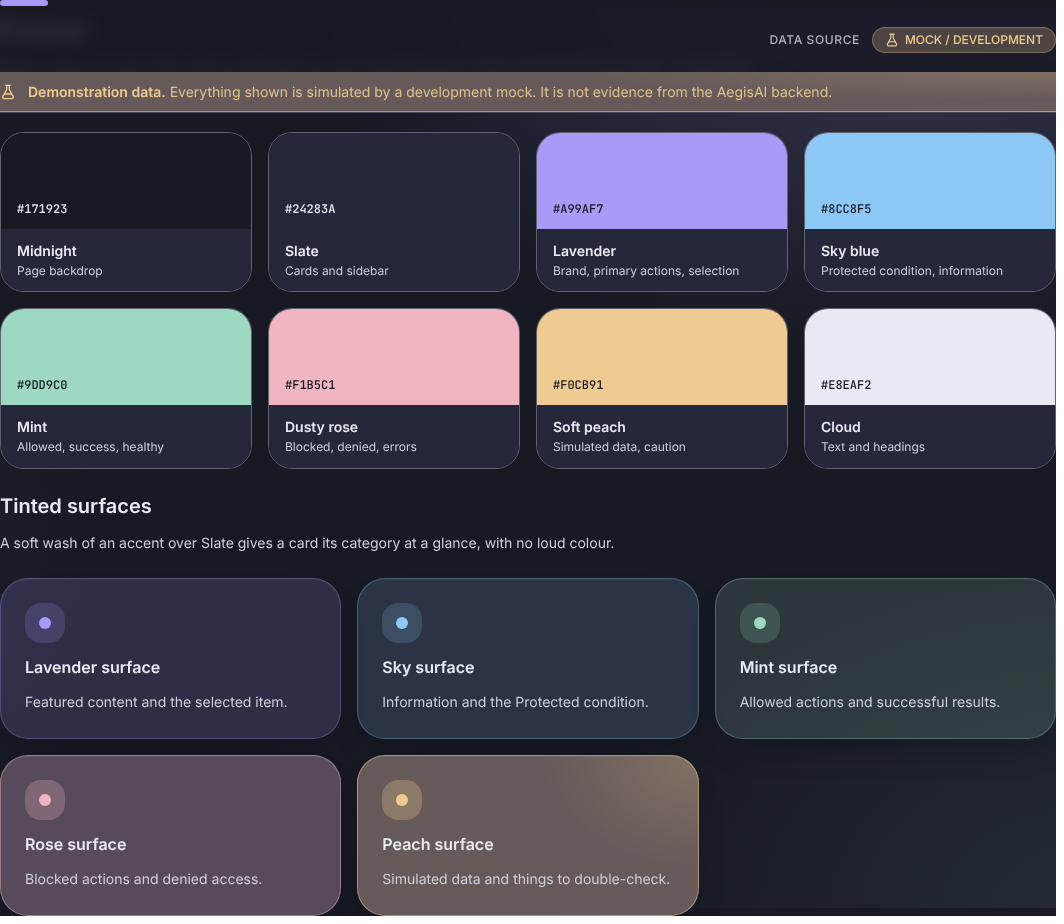 DATA SOURCE
MOCK / DEVELOPMENT
Demonstration data. Everything shown is simulated by a development mock. It is not evidence from the AegisAI backend.
#171923
Midnight
Page backdrop
#24283A
Slate
Cards and sidebar
#A99AF7
Lavender
Brand, primary actions, selection
#8CC8F5
Sky blue
Protected condition, information
#9DD9C0
Mint
Allowed, success, healthy
#F1B5C1
Dusty rose
Blocked, denied, errors
#F0CB91
Soft peach
Simulated data, caution
#E8EAF2
Cloud
Text and headings
Tinted surfaces
A soft wash of an accent over Slate gives a card its category at a glance, with no loud colour.
Lavender surface
Featured content and the selected item.
Sky surface
Information and the Protected condition.
Mint surface
Allowed actions and successful results.
Rose surface
Blocked actions and denied access.
Peach surface
Simulated data and things to double-check.